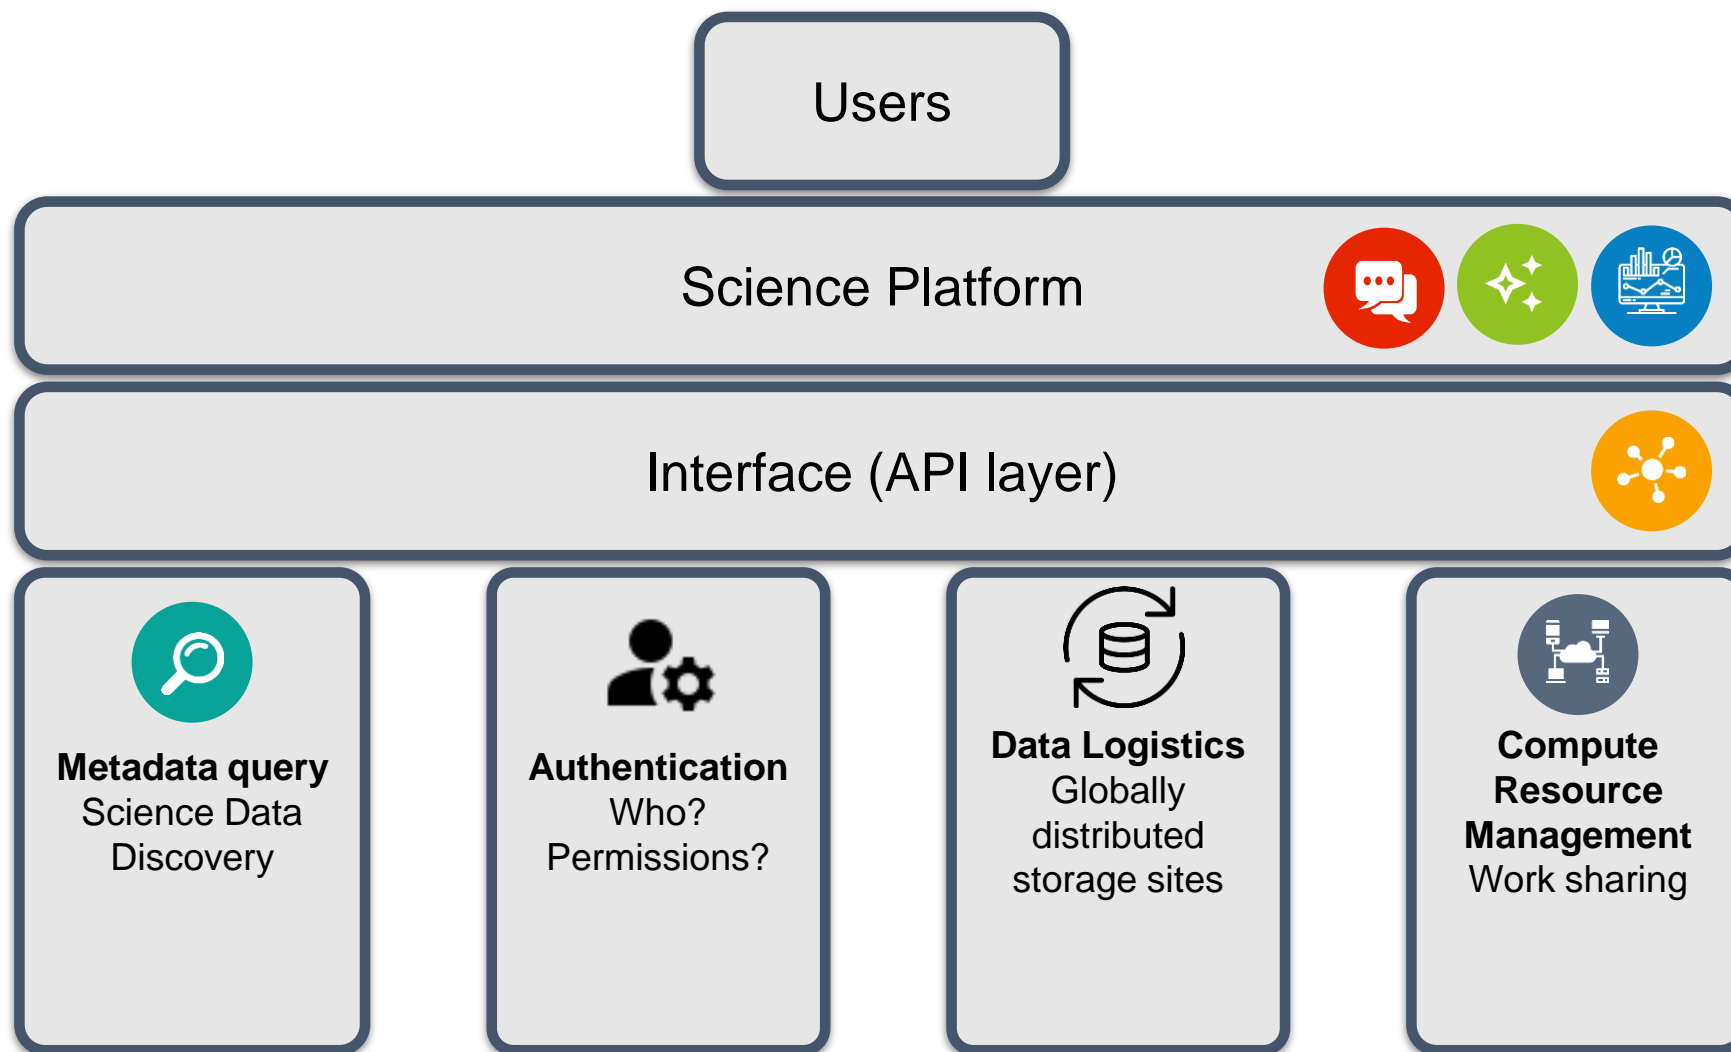 Users
Science Platform
Interface (API layer)
Metadata query
Science Data
Discovery
Authentication
Who?
Permissions?
Data Logistics
Globally
distributed
storage sites
Compute
Resource
Management
Work sharing